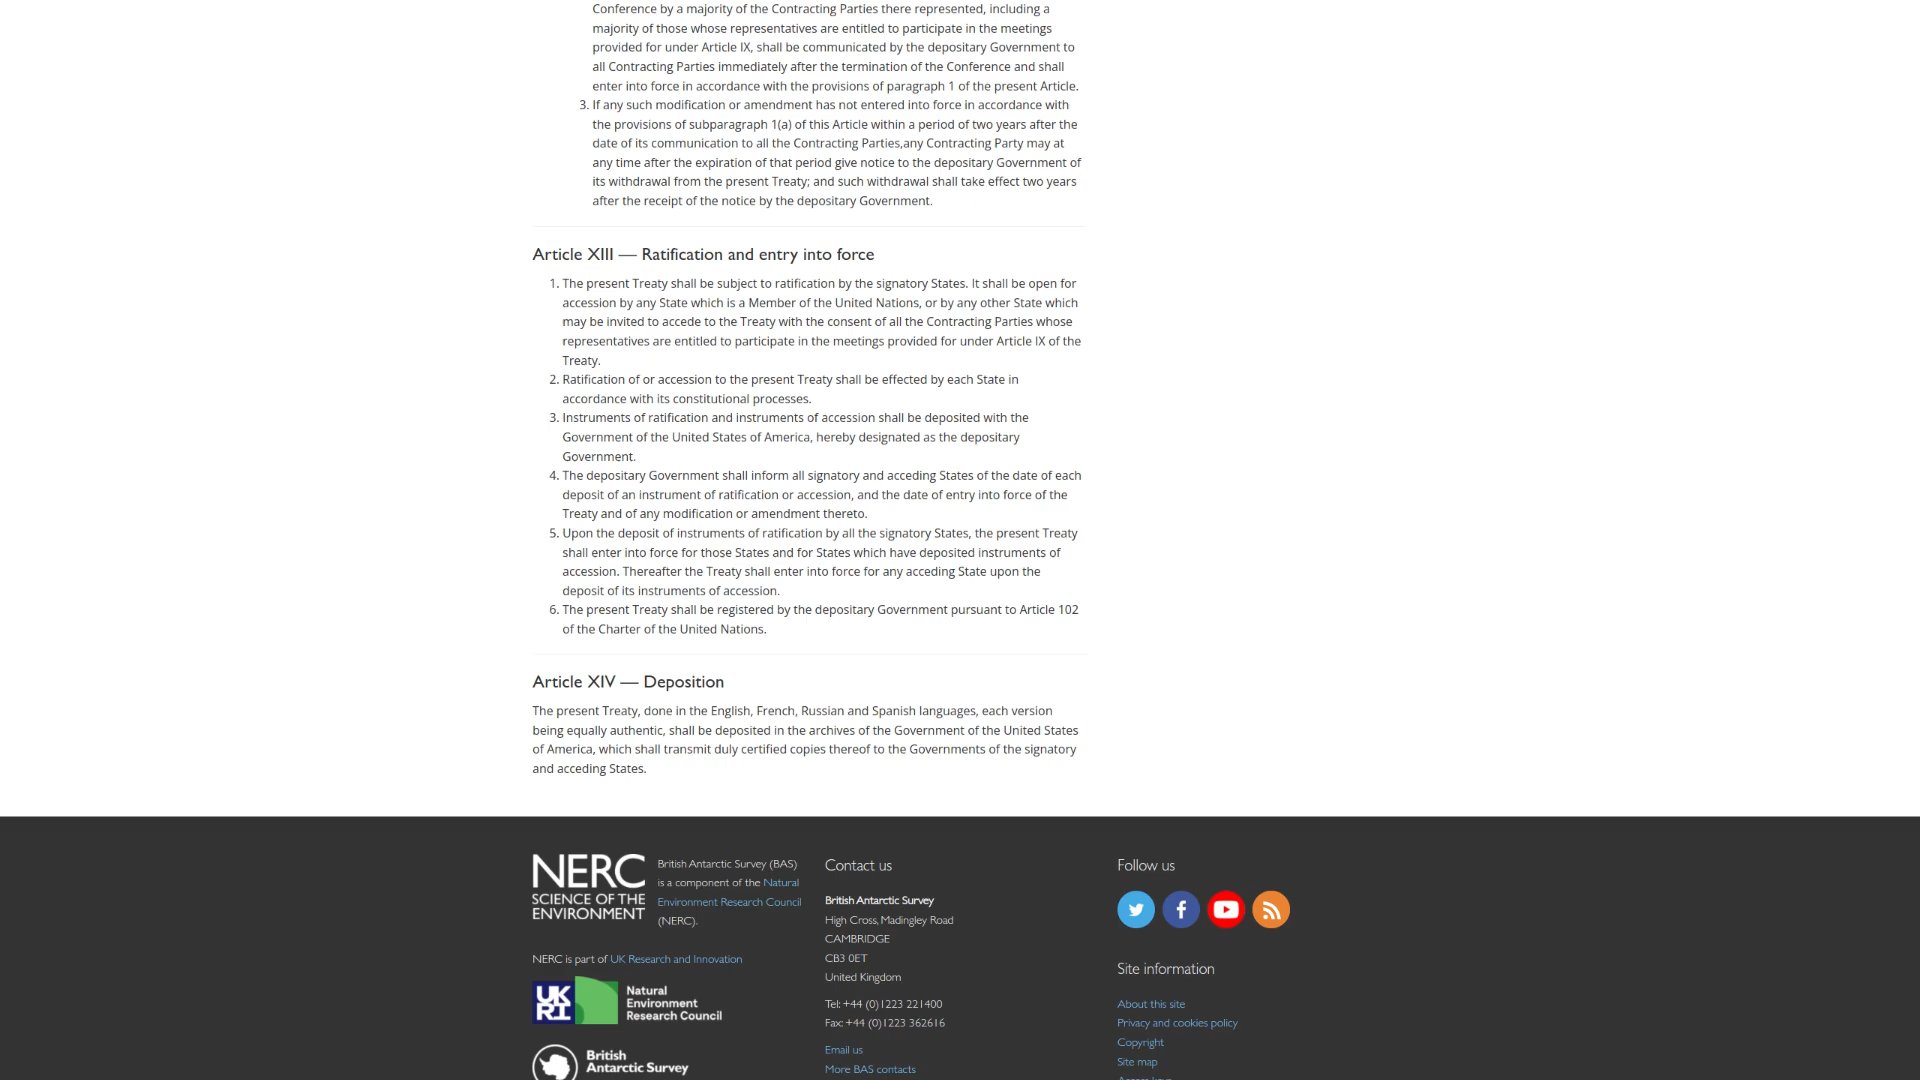 Conference by a majority of the Contracting Parties there represented, including a
majority of those whose representatives are entitled to participate in the meetings
provided for under Article IX, shall be communicated by the depositary Government to
all Contracting Parties immediately after the termination of the Conference and shall
enter into force in accordance with the provisions of paragraph 1 of the present Article.
3. If any such modification or amendment has not entered into force in accordance with
the provisions of subparagraph 1(a) of this Article within a period of two years after the
date of its communication to all the Contracting Parties,any Contracting Party may at
any time after the expiration of that period give notice to the depositary Government of
its withdrawal from the present Treaty; and such withdrawal shall take effect two years
after the receipt of the notice by the depositary Government.
Article XIII — Ratification and entry into force
1. The present Treaty shall be subject to ratification by the signatory States. It shall be open for
accession by any State which is a Member of the United Nations, or by any other State which
may be invited to accede to the Treaty with the consent of all the Contracting Parties whose
representatives are entitled to participate in the meetings provided for under Article IX of the
Treaty.
2. Ratification of or accession to the present Treaty shall be effected by each State in
accordance with its constitutional processes.
3. Instruments of ratification and instruments of accession shall be deposited with the
Government of the United States of America, hereby designated as the depositary
Government.
4. The depositary Government shall inform all signatory and acceding States of the date of each
deposit of an instrument of ratification or accession, and the date of entry into force of the
Treaty and of any modification or amendment thereto.
5. Upon the deposit of instruments of ratification by all the signatory States, the present Treaty
shall enter into force for those States and for States which have deposited instruments of
accession. Thereafter the Treaty shall enter into force for any acceding State upon the
deposit of its instruments of accession.
6. The present Treaty shall be registered by the depositary Government pursuant to Article 102
of the Charter of the United Nations.
Article XIV — Deposition
The present Treaty, done in the English, French, Russian and Spanish languages, each version
being equally authentic, shall be deposited in the archives of the Government of the United States
of America, which shall transmit duly certified copies thereof to the Governments of the signatory
and acceding States.
NERC
SCIENCE OF THE
ENVIRONMENT
British Antarctic Survey (BAS)
is a component of the Natural
Environment Research Council
(NERC).
NERC is part of UK Research and Innovation
UK
RI
Natural
Environment
Research Council
British
Antarctic Survey
Contact us
British Antarctic Survey
High Cross, Madingley Road
CAMBRIDGE
CB3 0ET
United Kingdom
Tel: +44 (0)1223 221400
Fax: +44 (0)1223 362616
Email us
More BAS contacts
Follow us
Site information
About this site
Privacy and cookies policy
Copyright
Site map